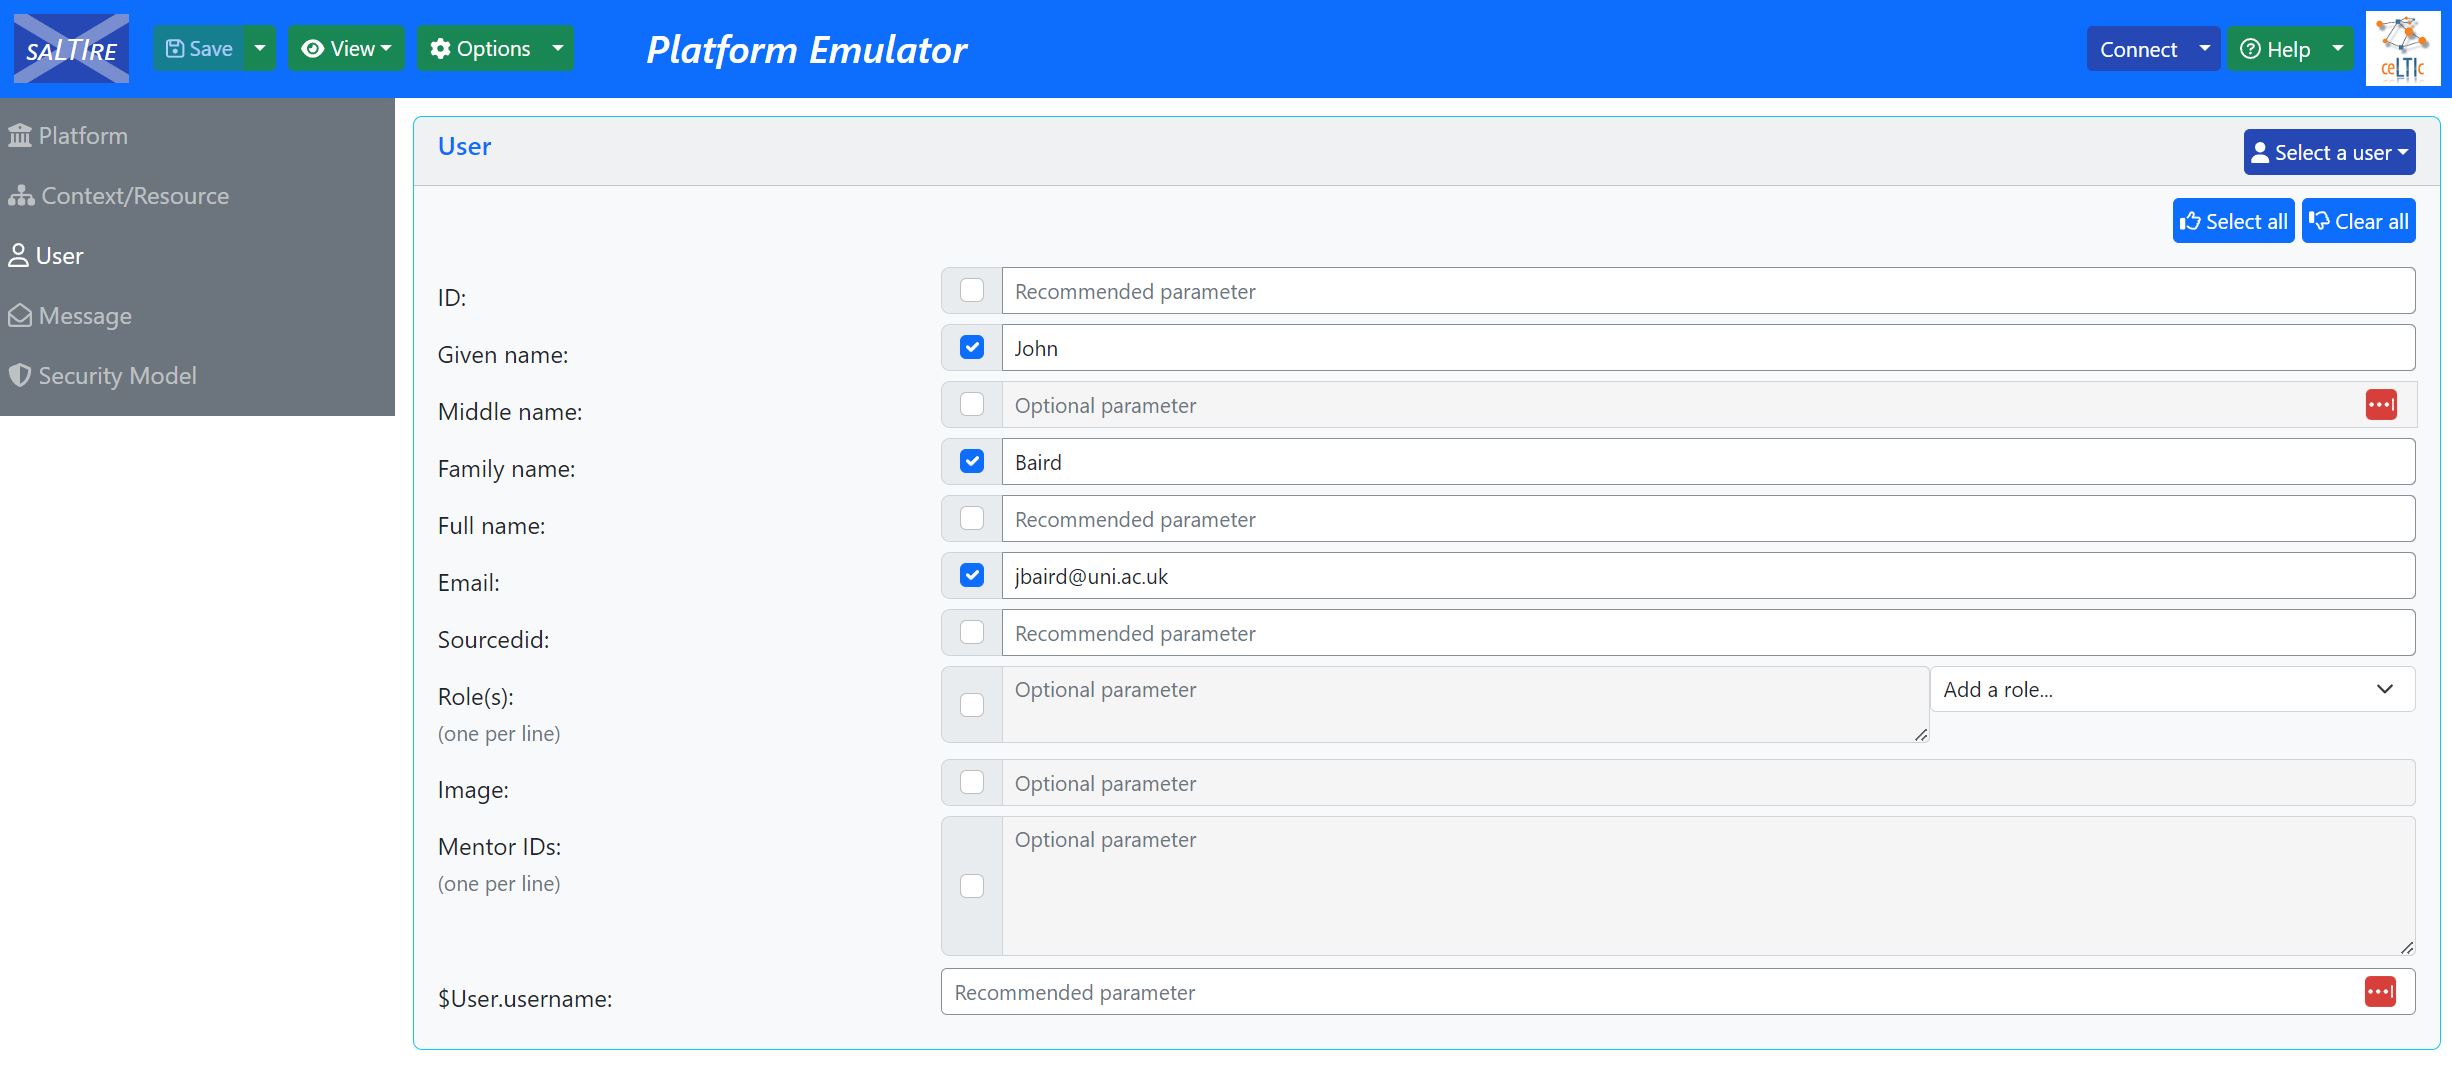 saLTIRE
Save
View
Options
Platform Emulator
Connect
Help
ceLTIc
Platform
Context/Resource
User
Message
Security Model
User
Select a user
Select all
Clear all
ID:
Recommended parameter
Given name:
John
Middle name:
Optional parameter
Family name:
Baird
Full name:
Recommended parameter
Email:
jbaird@uni.ac.uk
Sourcedid:
Recommended parameter
Role(s):
(one per line)
Optional parameter
Add a role...
Image:
Optional parameter
Mentor IDs:
(one per line)
Optional parameter
$User.username:
Recommended parameter